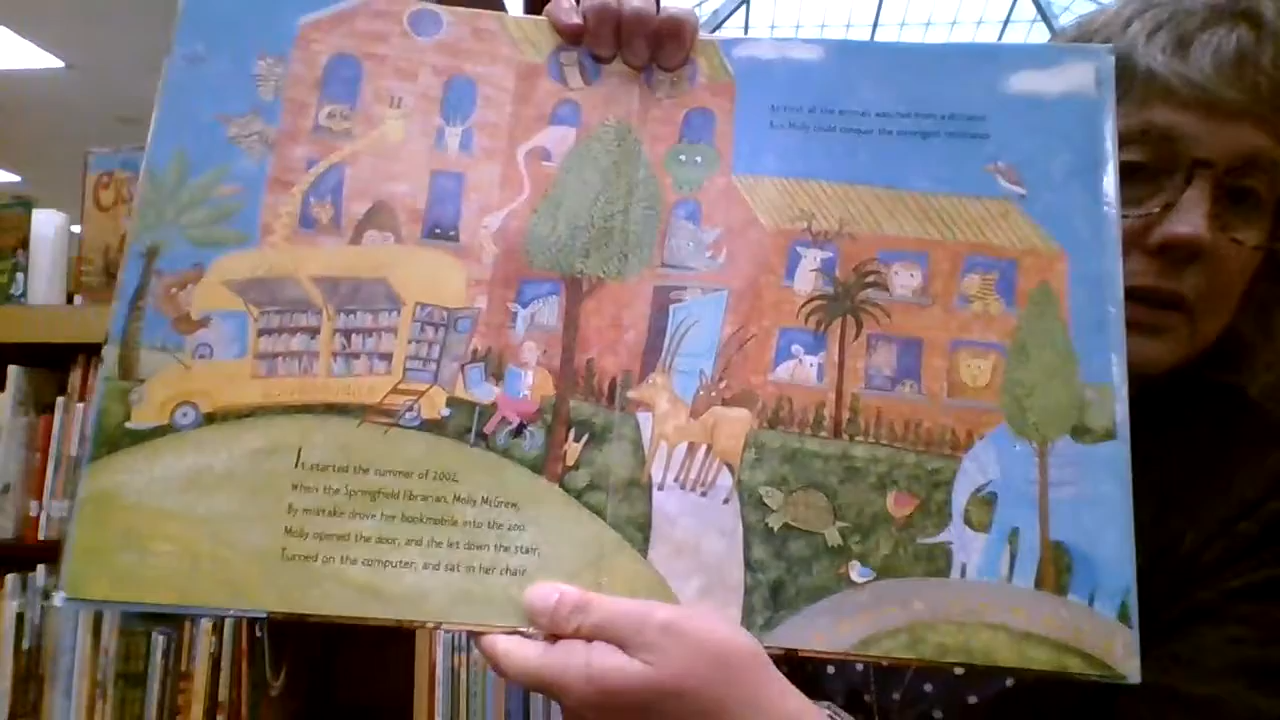 It started the summer of 2002,
When the Springfield librarian, Molly McGrew,
By mistake drove her bookmobile into the zoo.
Molly opened the door, and she let down the stair,
Turned on the computer, and sat in her chair.
At first all the animals watched from a distance,
But Molly could conquer the strongest resistance.